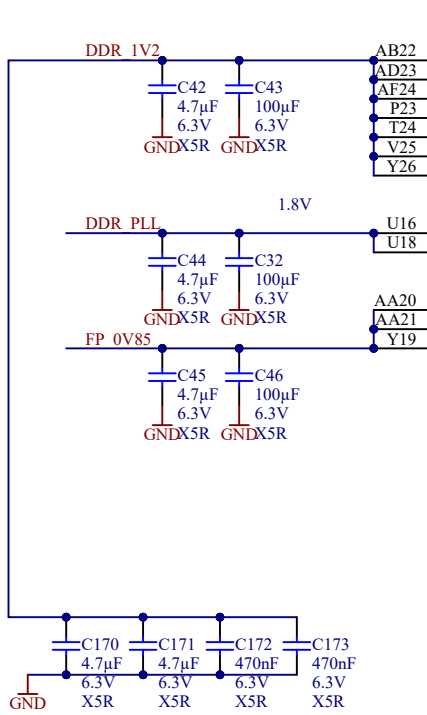 DDR_1V2
AB22
AD23
AF24
P23
T24
V25
Y26
C42
4.7µF
6.3V
X5R
GND
C43
100µF
6.3V
X5R
GND
1.8V
DDR_PLL
U16
U18
C44
4.7µF
6.3V
X5R
GND
C32
100µF
6.3V
X5R
GND
AA20
AA21
Y19
FP_0V85
C45
4.7µF
6.3V
X5R
GND
C46
100µF
6.3V
X5R
GND
C170
4.7µF
6.3V
X5R
C171
4.7µF
6.3V
X5R
C172
470nF
6.3V
X5R
C173
470nF
6.3V
X5R
GND